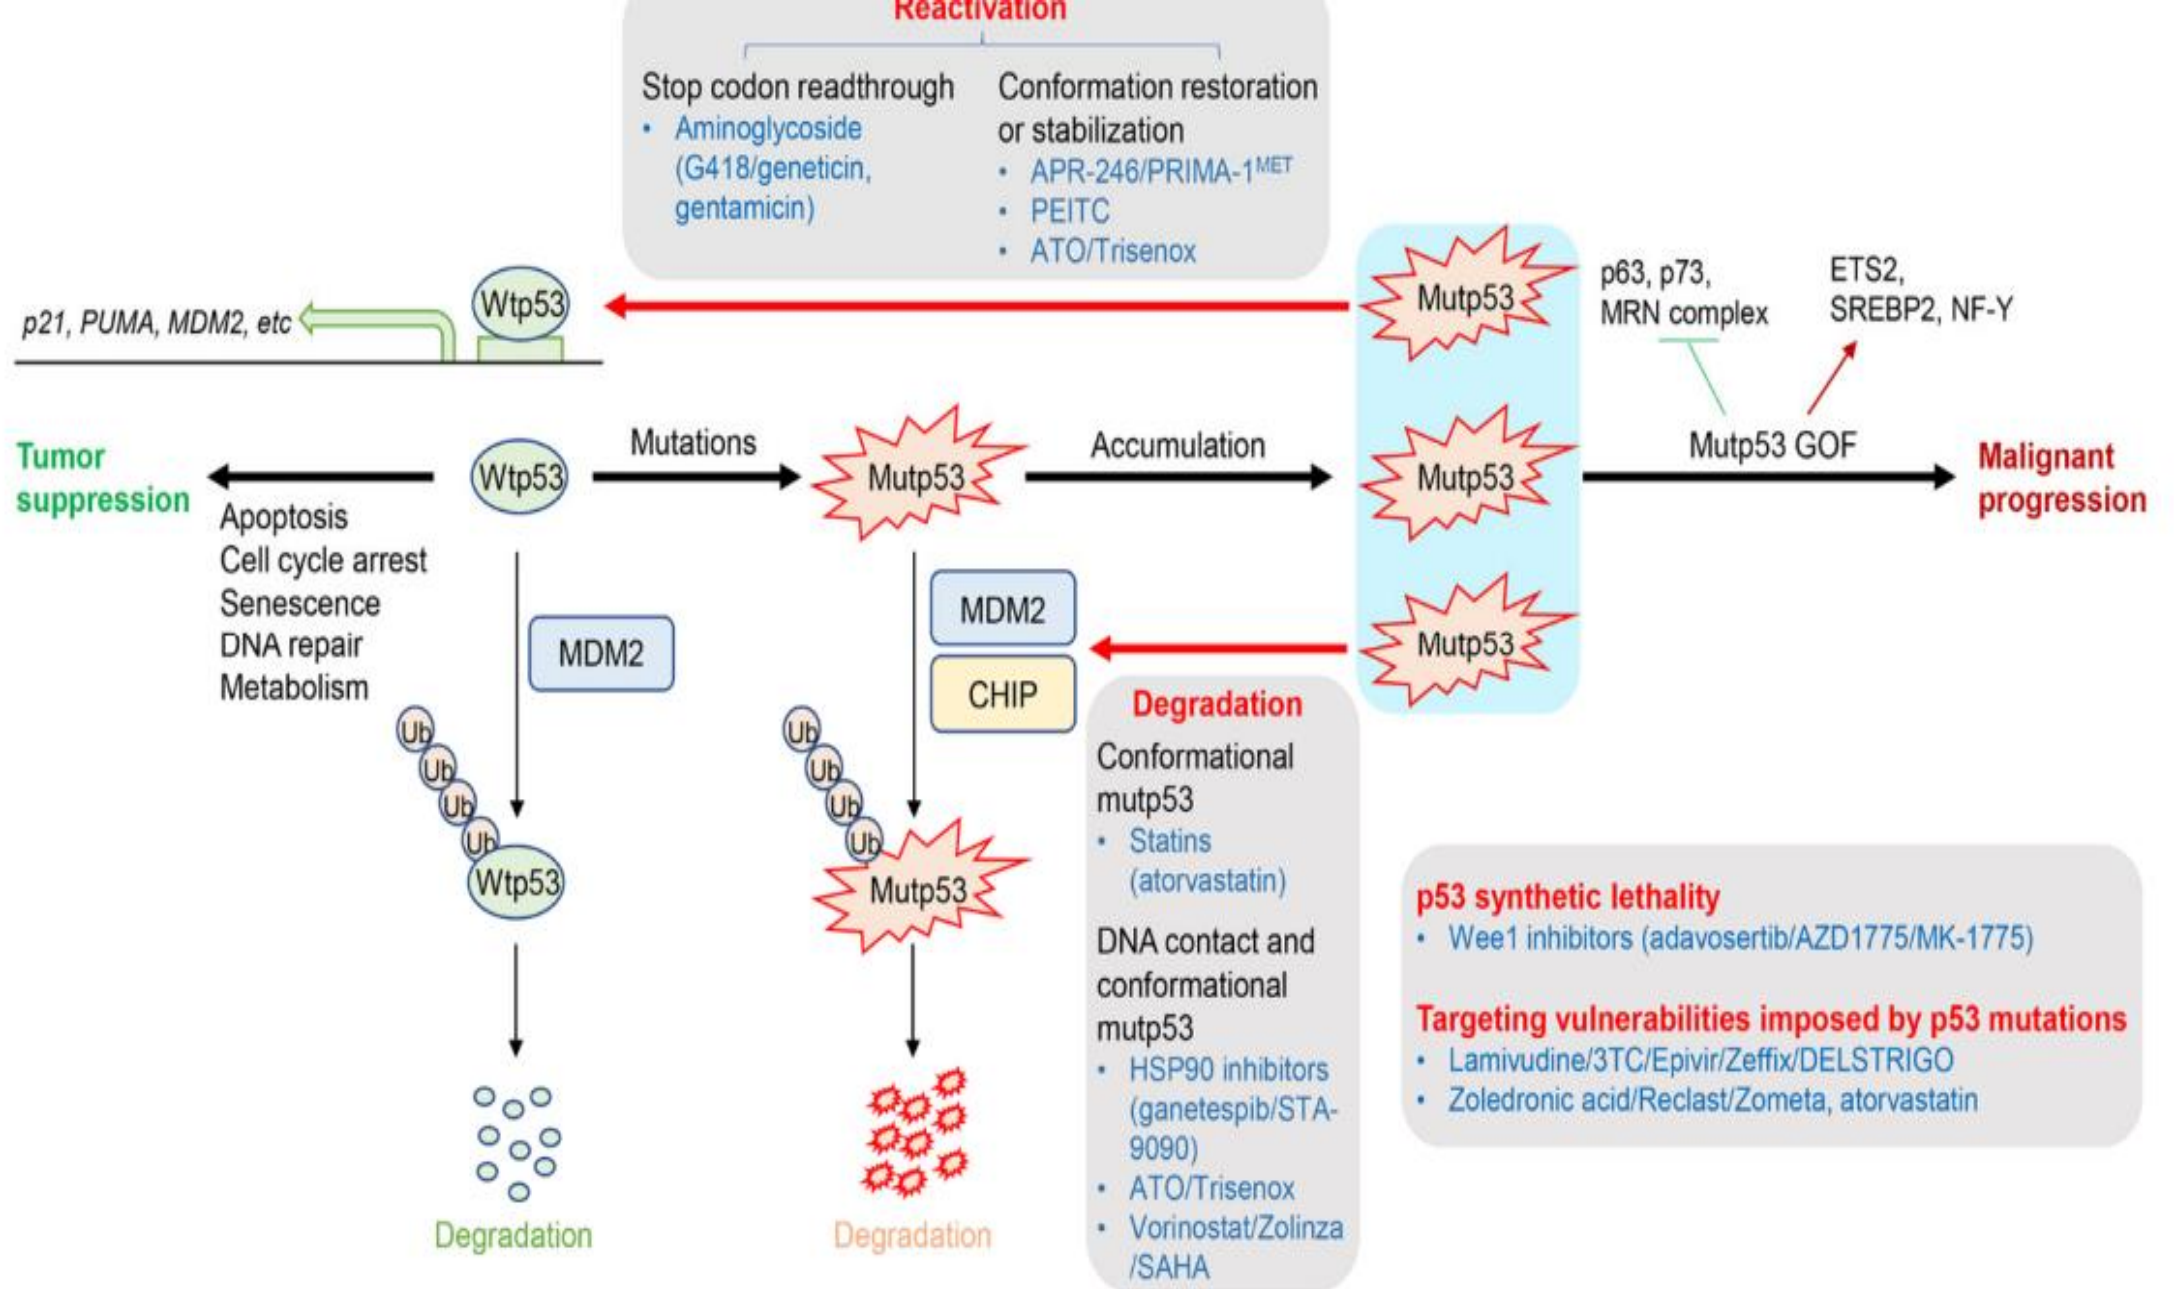 Reactivation
Stop codon readthrough
• Aminoglycoside
(G418/geneticin,
gentamicin)
Conformation restoration
or stabilization
• APR-246/PRIMA-1ᴹᴱᵀ
• PEITC
• ATO/Trisenox
p21, PUMA, MDM2, etc
Wtp53
Mutp53
p63, p73,
MRN complex
ETS2,
SREBP2, NF-Y
Tumor
suppression
Wtp53
Mutations
Mutp53
Accumulation
Mutp53
Mutp53 GOF
Malignant
progression
Apoptosis
Cell cycle arrest
Senescence
DNA repair
Metabolism
MDM2
MDM2
CHIP
Mutp53
Ub
Ub
Ub
Ub
Wtp53
Ub
Ub
Ub
Ub
Mutp53
Degradation
Degradation
Degradation
Conformational
mutp53
• Statins
(atorvastatin)
DNA contact and
conformational
mutp53
• HSP90 inhibitors
(ganetespib/STA-
9090)
• ATO/Trisenox
• Vorinostat/Zolinza
/SAHA
p53 synthetic lethality
• Wee1 inhibitors (adavosertib/AZD1775/MK-1775)
Targeting vulnerabilities imposed by p53 mutations
• Lamivudine/3TC/Epivir/Zeffix/DELSTRIGO
• Zoledronic acid/Reclast/Zometa, atorvastatin